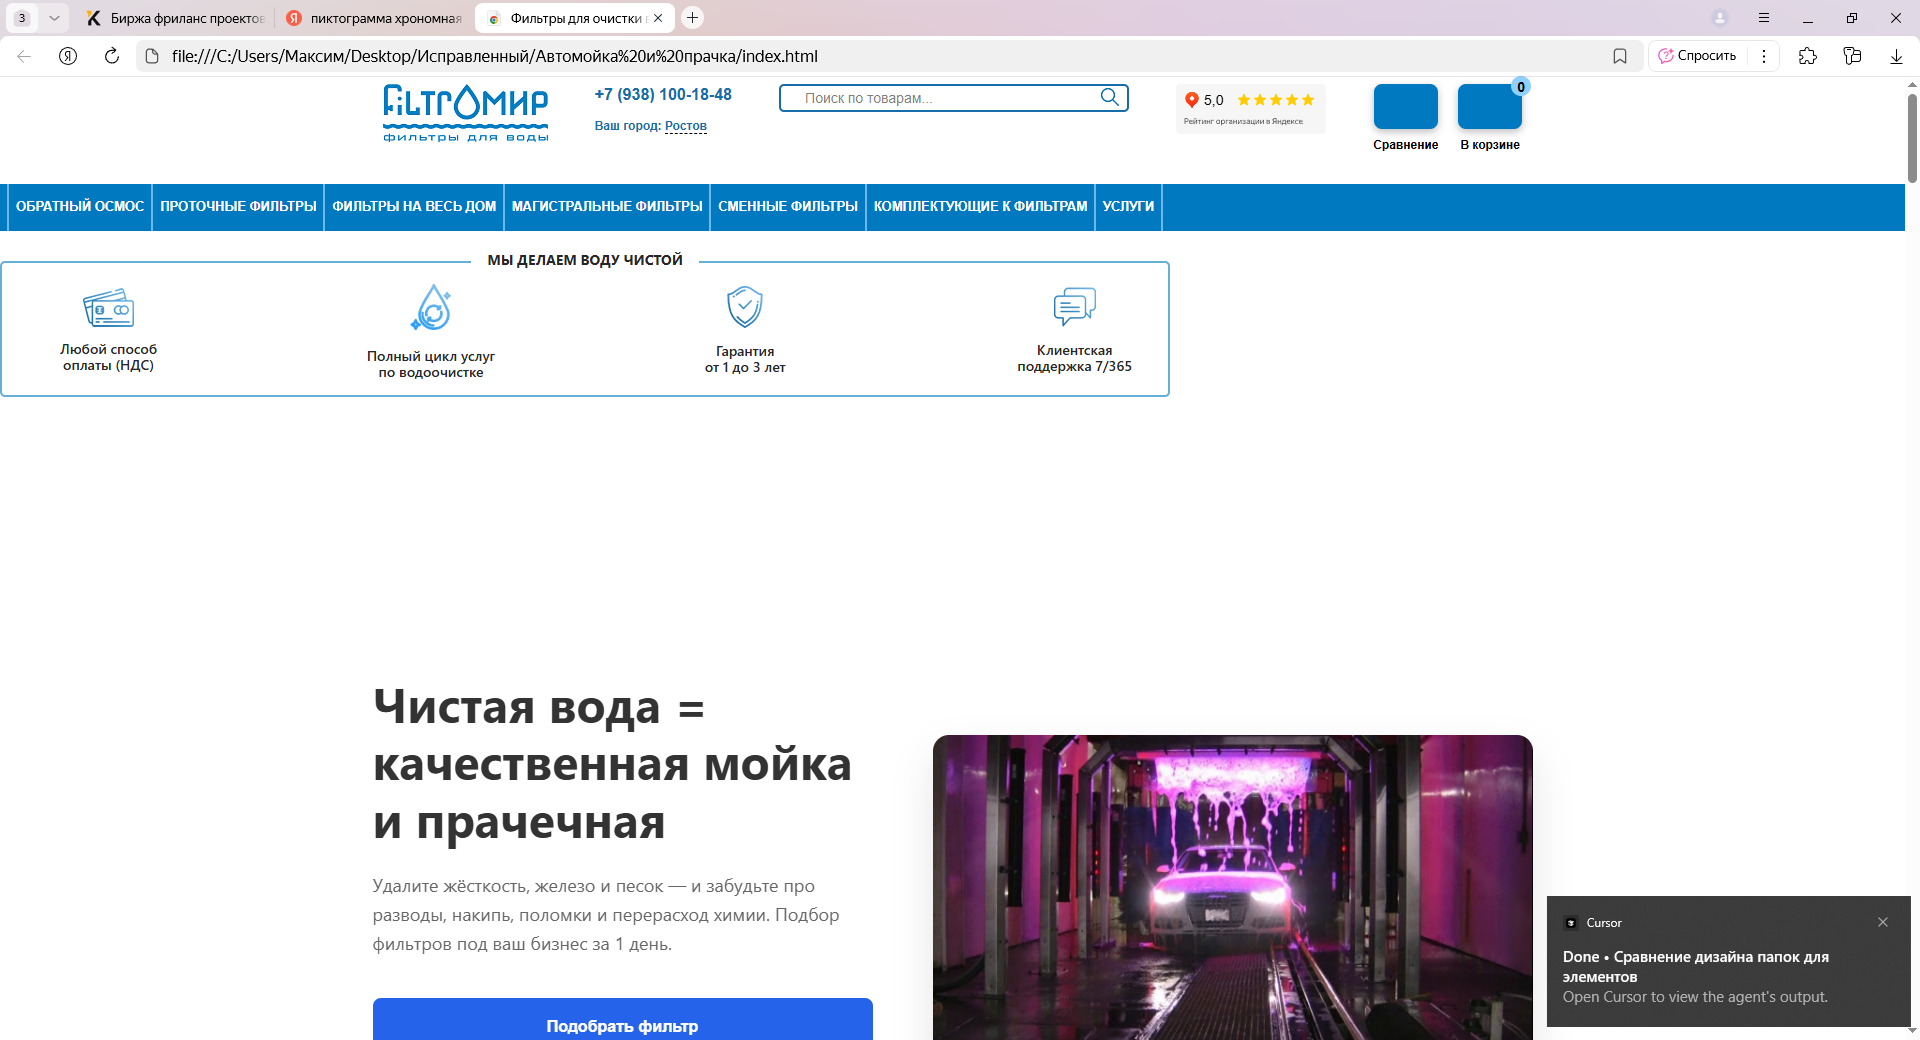 3
Биржа фриланс проектов
пиктограмма хрономная
Фильтры для очистки в
file:///C:/Users/Максим/Desktop/Исправленный/Автомойка%20и%20прачка/index.html
Спросить
FILTRОМИР
фильтры для воды
+7 (938) 100-18-48
Ваш город: Ростов
Поиск по товарам...
5,0
Рейтинг организации в Яндексе
Сравнение
0
В корзине
ОБРАТНЫЙ ОСМОС
ПРОТОЧНЫЕ ФИЛЬТРЫ
ФИЛЬТРЫ НА ВЕСЬ ДОМ
МАГИСТРАЛЬНЫЕ ФИЛЬТРЫ
СМЕННЫЕ ФИЛЬТРЫ
КОМПЛЕКТУЮЩИЕ К ФИЛЬТРАМ
УСЛУГИ
МЫ ДЕЛАЕМ ВОДУ ЧИСТОЙ
Любой способ
оплаты (НДС)
Полный цикл услуг
по водоочистке
Гарантия
от 1 до 3 лет
Клиентская
поддержка 7/365
Чистая вода =
качественная мойка
и прачечная
Удалите жёсткость, железо и песок — и забудьте про
разводы, накипь, поломки и перерасход химии. Подбор
фильтров под ваш бизнес за 1 день.
Подобрать фильтр
Cursor
Done • Сравнение дизайна папок для
элементов
Open Cursor to view the agent's output.